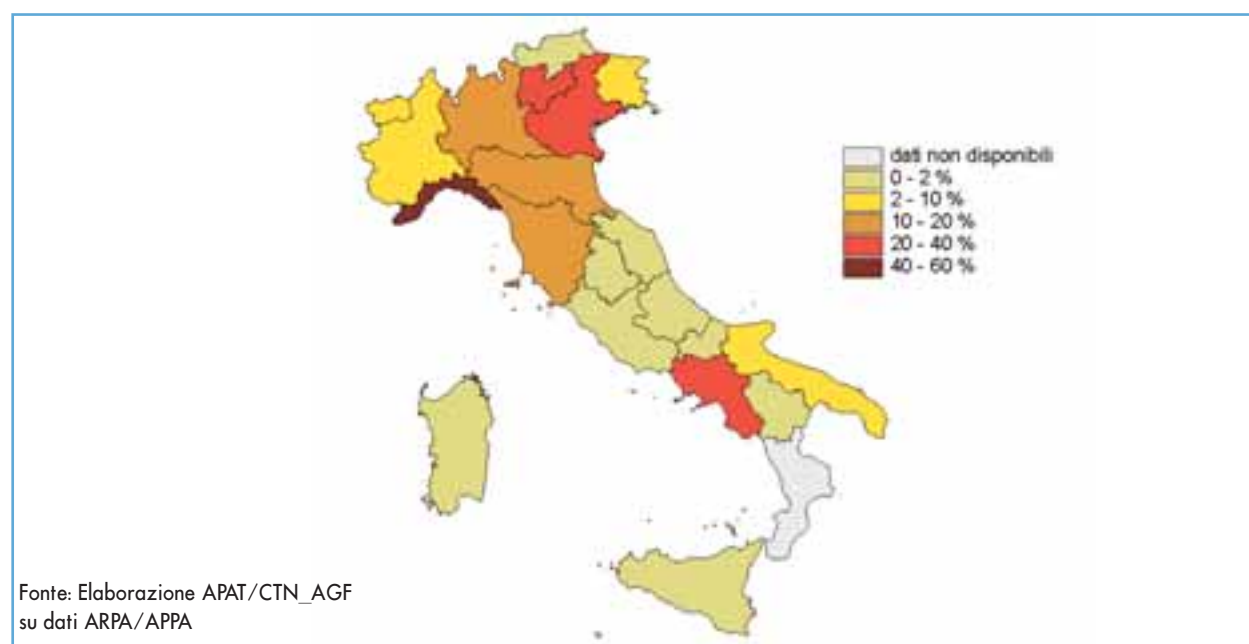 dati non disponibili
0 - 2 %
2 - 10 %
10 - 20 %
20 - 40 %
40 - 60 %
Fonte: Elaborazione APAT/CTN_AGF
su dati ARPA/APPA